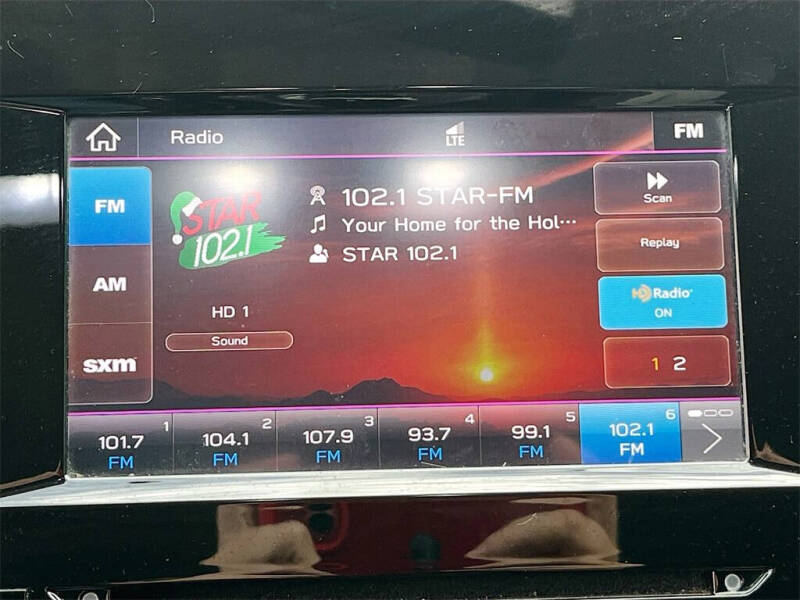 Radio
LTE
FM
FM
AM
sxm
STAR
102.1
102.1 STAR-FM
Your Home for the Hol…
STAR 102.1
HD 1
Sound
Scan
Replay
HD Radio
ON
1 2
1
101.7
FM
2
104.1
FM
3
107.9
FM
4
93.7
FM
5
99.1
FM
6
102.1
FM